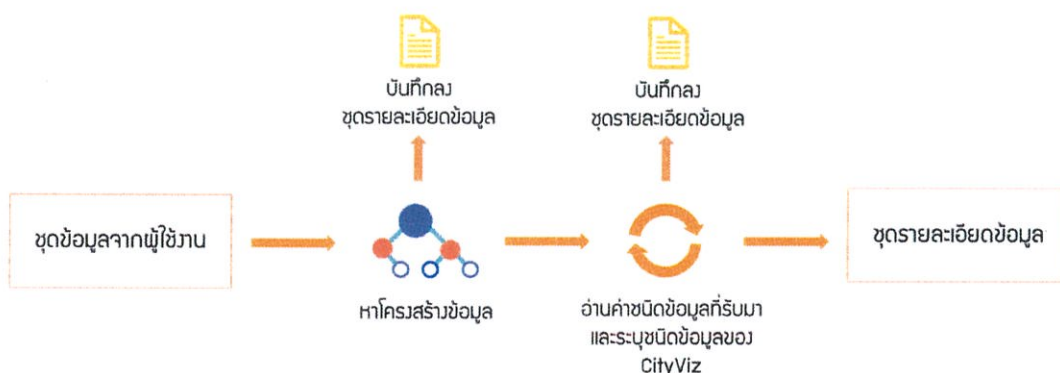 บันทึกลง
ชุดรายละเอียดข้อมูล
บันทึกลง
ชุดรายละเอียดข้อมูล
ชุดข้อมูลจากผู้ใช้งาน
หาโครงสร้างข้อมูล
อ่านค่าชนิดข้อมูลที่รับมา
และระบุชนิดข้อมูลของ
CityViz
ชุดรายละเอียดข้อมูล